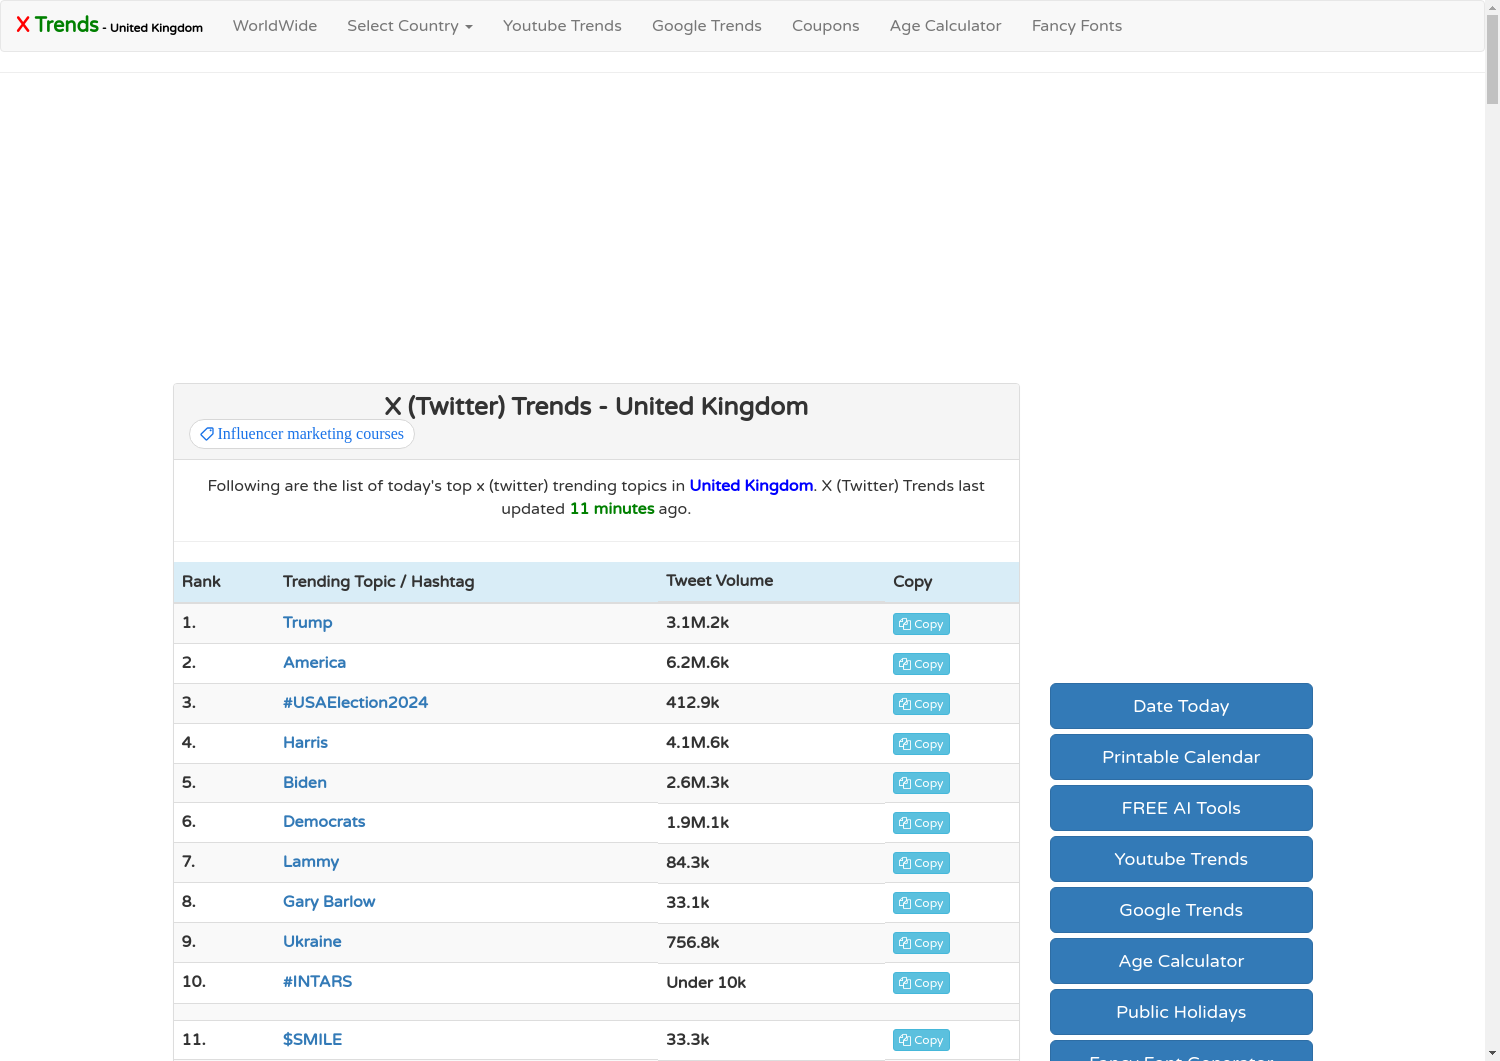 X Trends - United Kingdom WorldWide Select Country Youtube Trends Google Trends Coupons Age Calculator Fancy Fonts
X (Twitter) Trends - United Kingdom
Influencer marketing courses
Following are the list of today's top x (twitter) trending topics in United Kingdom. X (Twitter) Trends last
updated 11 minutes ago.
Rank Trending Topic / Hashtag Tweet Volume Copy
1. Trump 3.1M.2k Copy
2. America 6.2M.6k Copy
3. #USAElection2024 412.9k Copy
4. Harris 4.1M.6k Copy
5. Biden 2.6M.3k Copy
6. Democrats 1.9M.1k Copy
7. Lammy 84.3k Copy
8. Gary Barlow 33.1k Copy
9. Ukraine 756.8k Copy
10. #INTARS Under 10k Copy
11. $SMILE 33.3k Copy
Date Today
Printable Calendar
FREE AI Tools
Youtube Trends
Google Trends
Age Calculator
Public Holidays
Fancy Font Generator